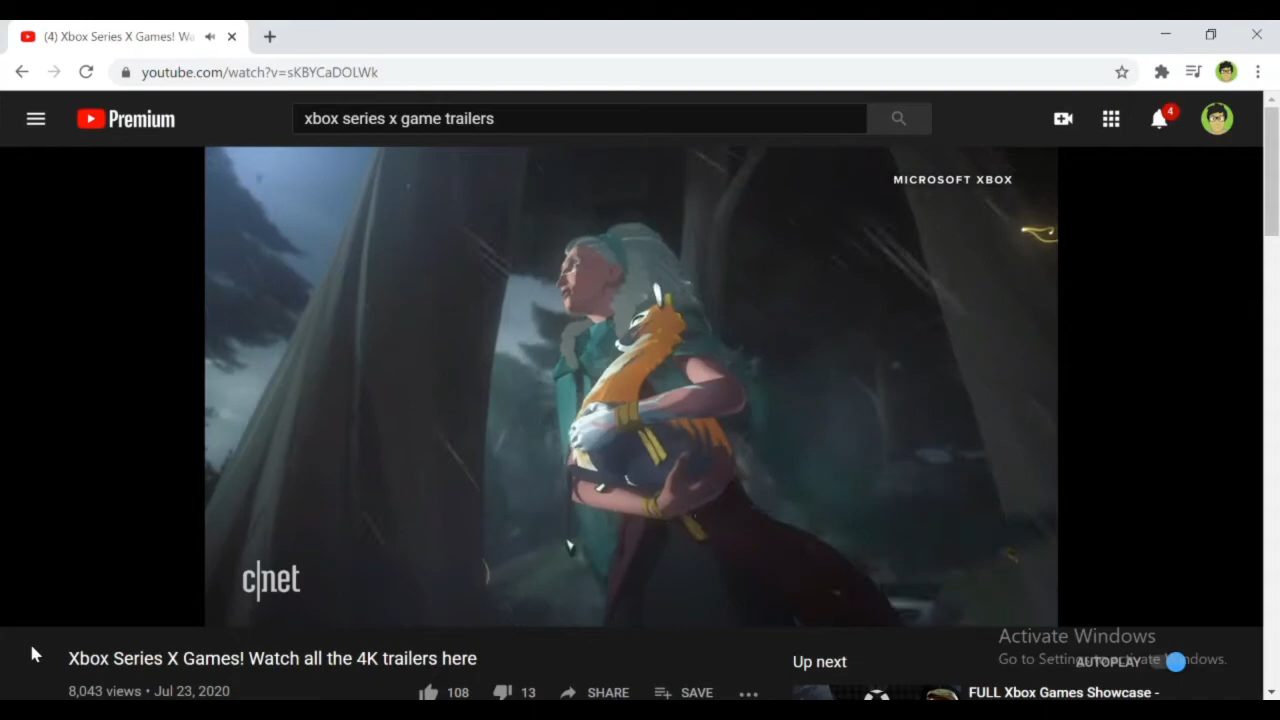 (4) Xbox Series X Games! Wa
youtube.com/watch?v=sKBYCaDOLWk
Premium
xbox series x game trailers
4
MICROSOFT XBOX
c|net
Xbox Series X Games! Watch all the 4K trailers here
8,043 views • Jul 23, 2020
108
13
SHARE
SAVE
Up next
AUTOPLAY
Activate Windows
Go to Settings to activate Windows.
FULL Xbox Games Showcase -